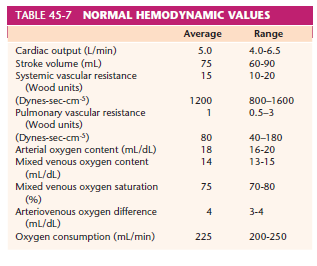 TABLE 45-7 NORMAL HEMODYNAMIC VALUES
Average Range
Cardiac output (L/min) 5.0 4.0-6.5
Stroke volume (mL) 75 60-90
Systemic vascular resistance 15 10-20
(Wood units)
(Dynes-sec-cm-5) 1200 800–1600
Pulmonary vascular resistance 1 0.5–3
(Wood units)
(Dynes-sec-cm-5) 80 40–180
Arterial oxygen content (mL/dL) 18 16-20
Mixed venous oxygen content 14 13-15
(mL/dL)
Mixed venous oxygen saturation 75 70-80
(%)
Arteriovenous oxygen difference 4 3-4
(mL/dL)
Oxygen consumption (mL/min) 225 200-250